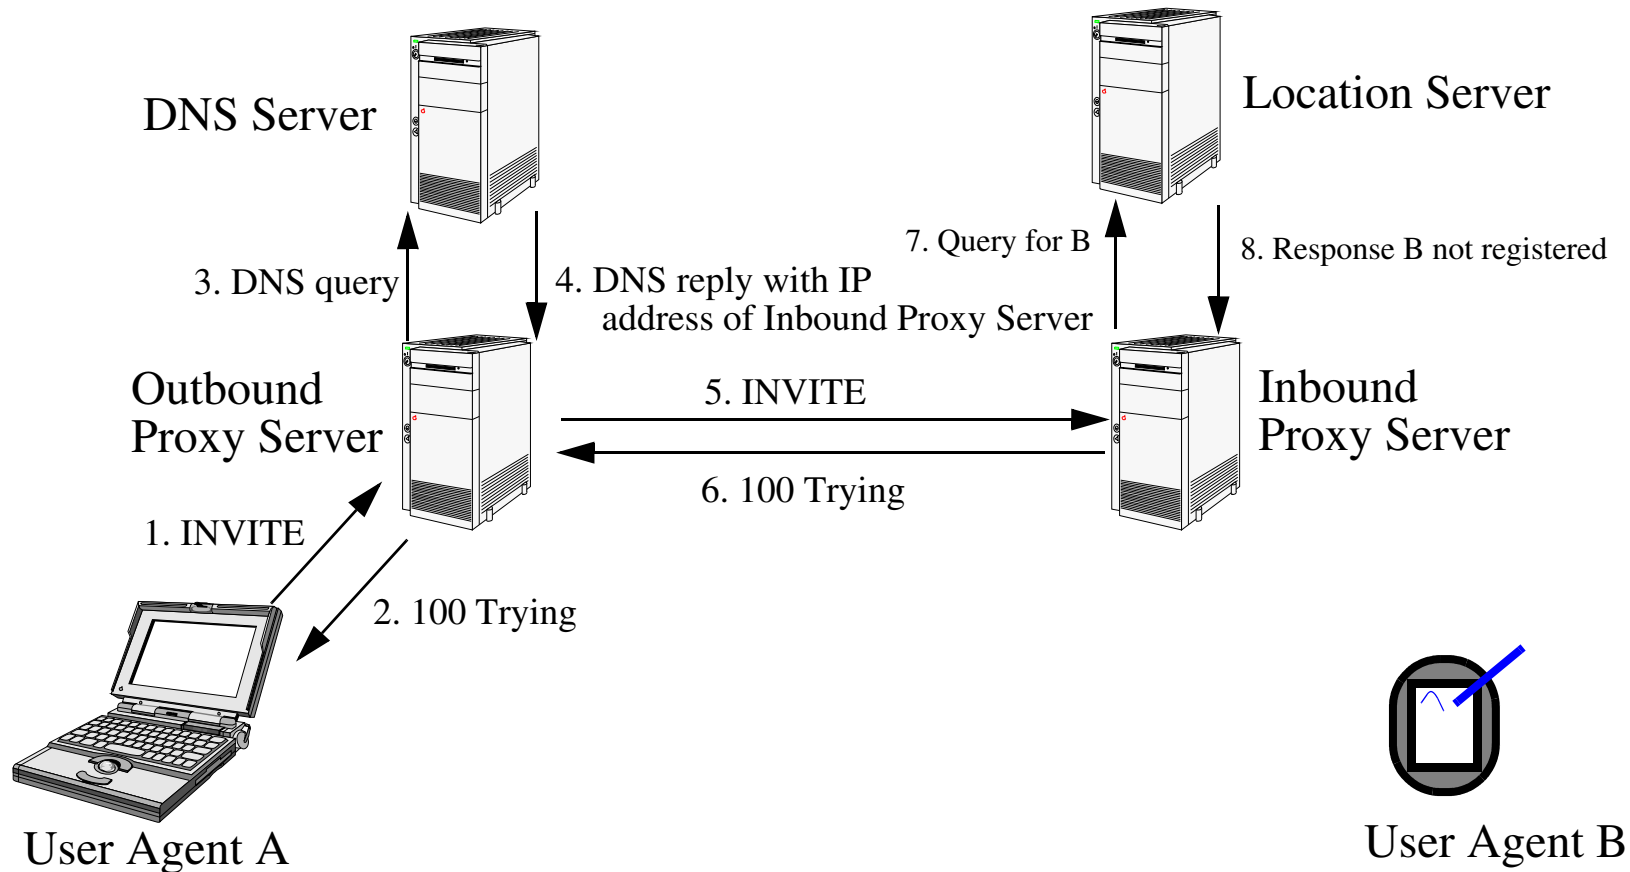 DNS Server
Location Server
7. Query for B
8. Response B not registered
3. DNS query
4. DNS reply with IP
address of Inbound Proxy Server
Outbound
Proxy Server
5. INVITE
Inbound
Proxy Server
6. 100 Trying
1. INVITE
2. 100 Trying
User Agent A
User Agent B